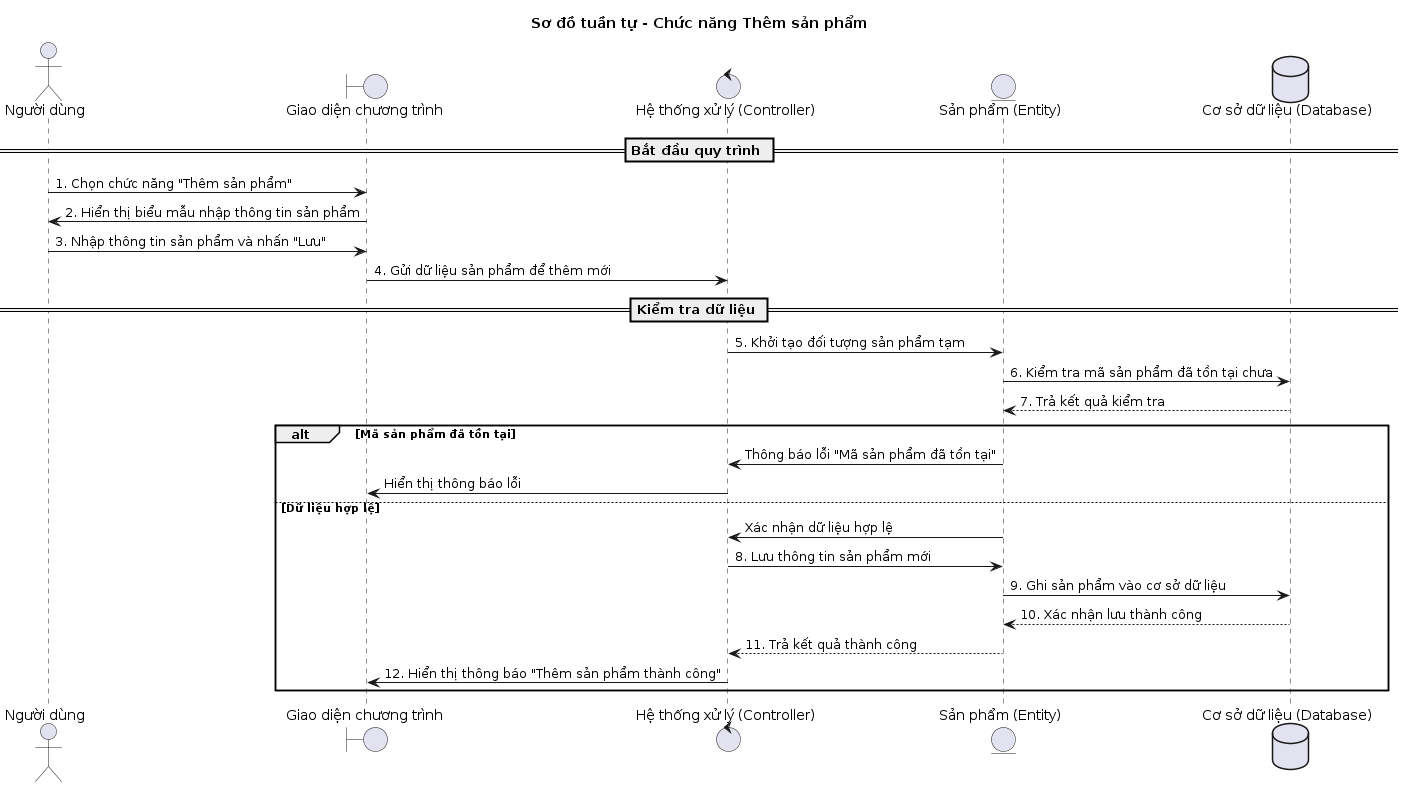 Sơ đồ tuần tự - Chức năng Thêm sản phẩm
Người dùng
Giao diện chương trình
Hệ thống xử lý (Controller)
Sản phẩm (Entity)
Cơ sở dữ liệu (Database)
Bắt đầu quy trình
1. Chọn chức năng "Thêm sản phẩm"
2. Hiển thị biểu mẫu nhập thông tin sản phẩm
3. Nhập thông tin sản phẩm và nhấn "Lưu"
4. Gửi dữ liệu sản phẩm để thêm mới
Kiểm tra dữ liệu
5. Khởi tạo đối tượng sản phẩm tạm
6. Kiểm tra mã sản phẩm đã tồn tại chưa
7. Trả kết quả kiểm tra
alt [Mã sản phẩm đã tồn tại]
Thông báo lỗi "Mã sản phẩm đã tồn tại"
Hiển thị thông báo lỗi
[Dữ liệu hợp lệ]
Xác nhận dữ liệu hợp lệ
8. Lưu thông tin sản phẩm mới
9. Ghi sản phẩm vào cơ sở dữ liệu
10. Xác nhận lưu thành công
11. Trả kết quả thành công
12. Hiển thị thông báo "Thêm sản phẩm thành công"
Người dùng
Giao diện chương trình
Hệ thống xử lý (Controller)
Sản phẩm (Entity)
Cơ sở dữ liệu (Database)